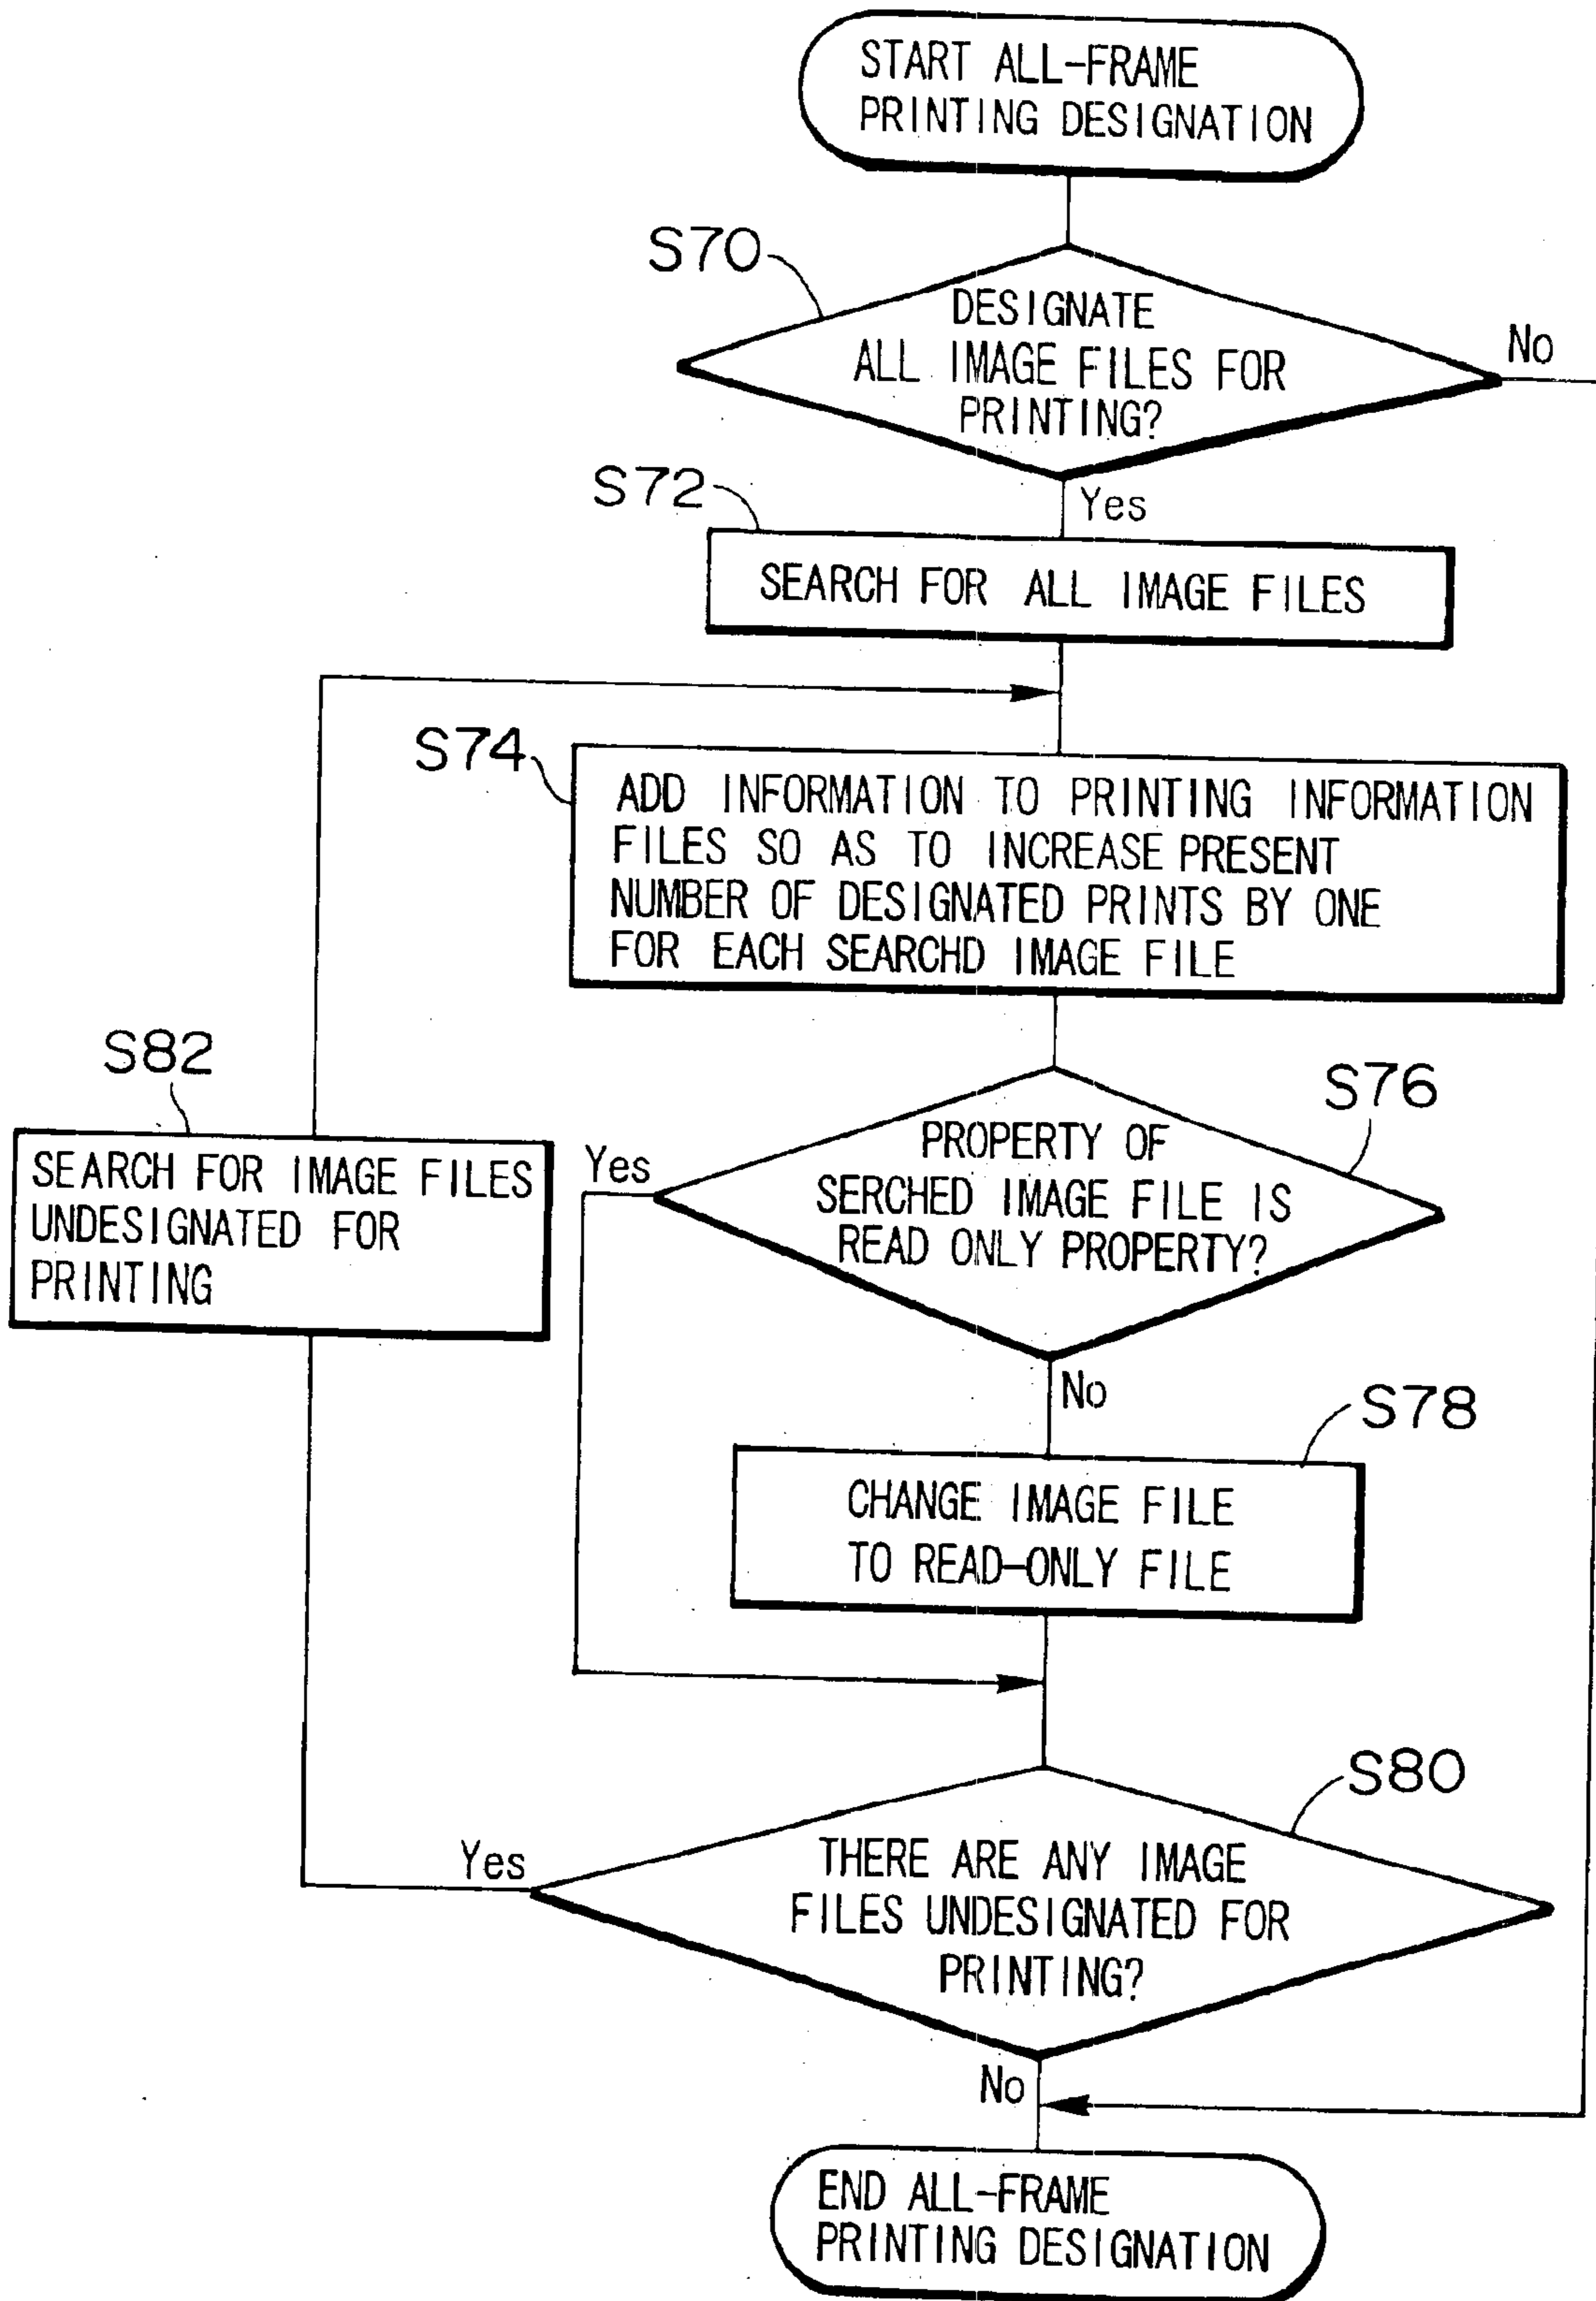 START ALL-FRAME
PRINTING DESIGNATION
S70
DESIGNATE
ALL IMAGE FILES FOR
PRINTING?
No
Yes
S72
SEARCH FOR ALL IMAGE FILES
S74
ADD INFORMATION TO PRINTING INFORMATION
FILES SO AS TO INCREASE PRESENT
NUMBER OF DESIGNATED PRINTS BY ONE
FOR EACH SEARCHD IMAGE FILE
S82
SEARCH FOR IMAGE FILES
UNDESIGNATED FOR
PRINTING
S76
PROPERTY OF
SERCHED IMAGE FILE IS
READ ONLY PROPERTY?
Yes
No
S78
CHANGE IMAGE FILE
TO READ-ONLY FILE
S80
THERE ARE ANY IMAGE
FILES UNDESIGNATED FOR
PRINTING?
Yes
No
END ALL-FRAME
PRINTING DESIGNATION